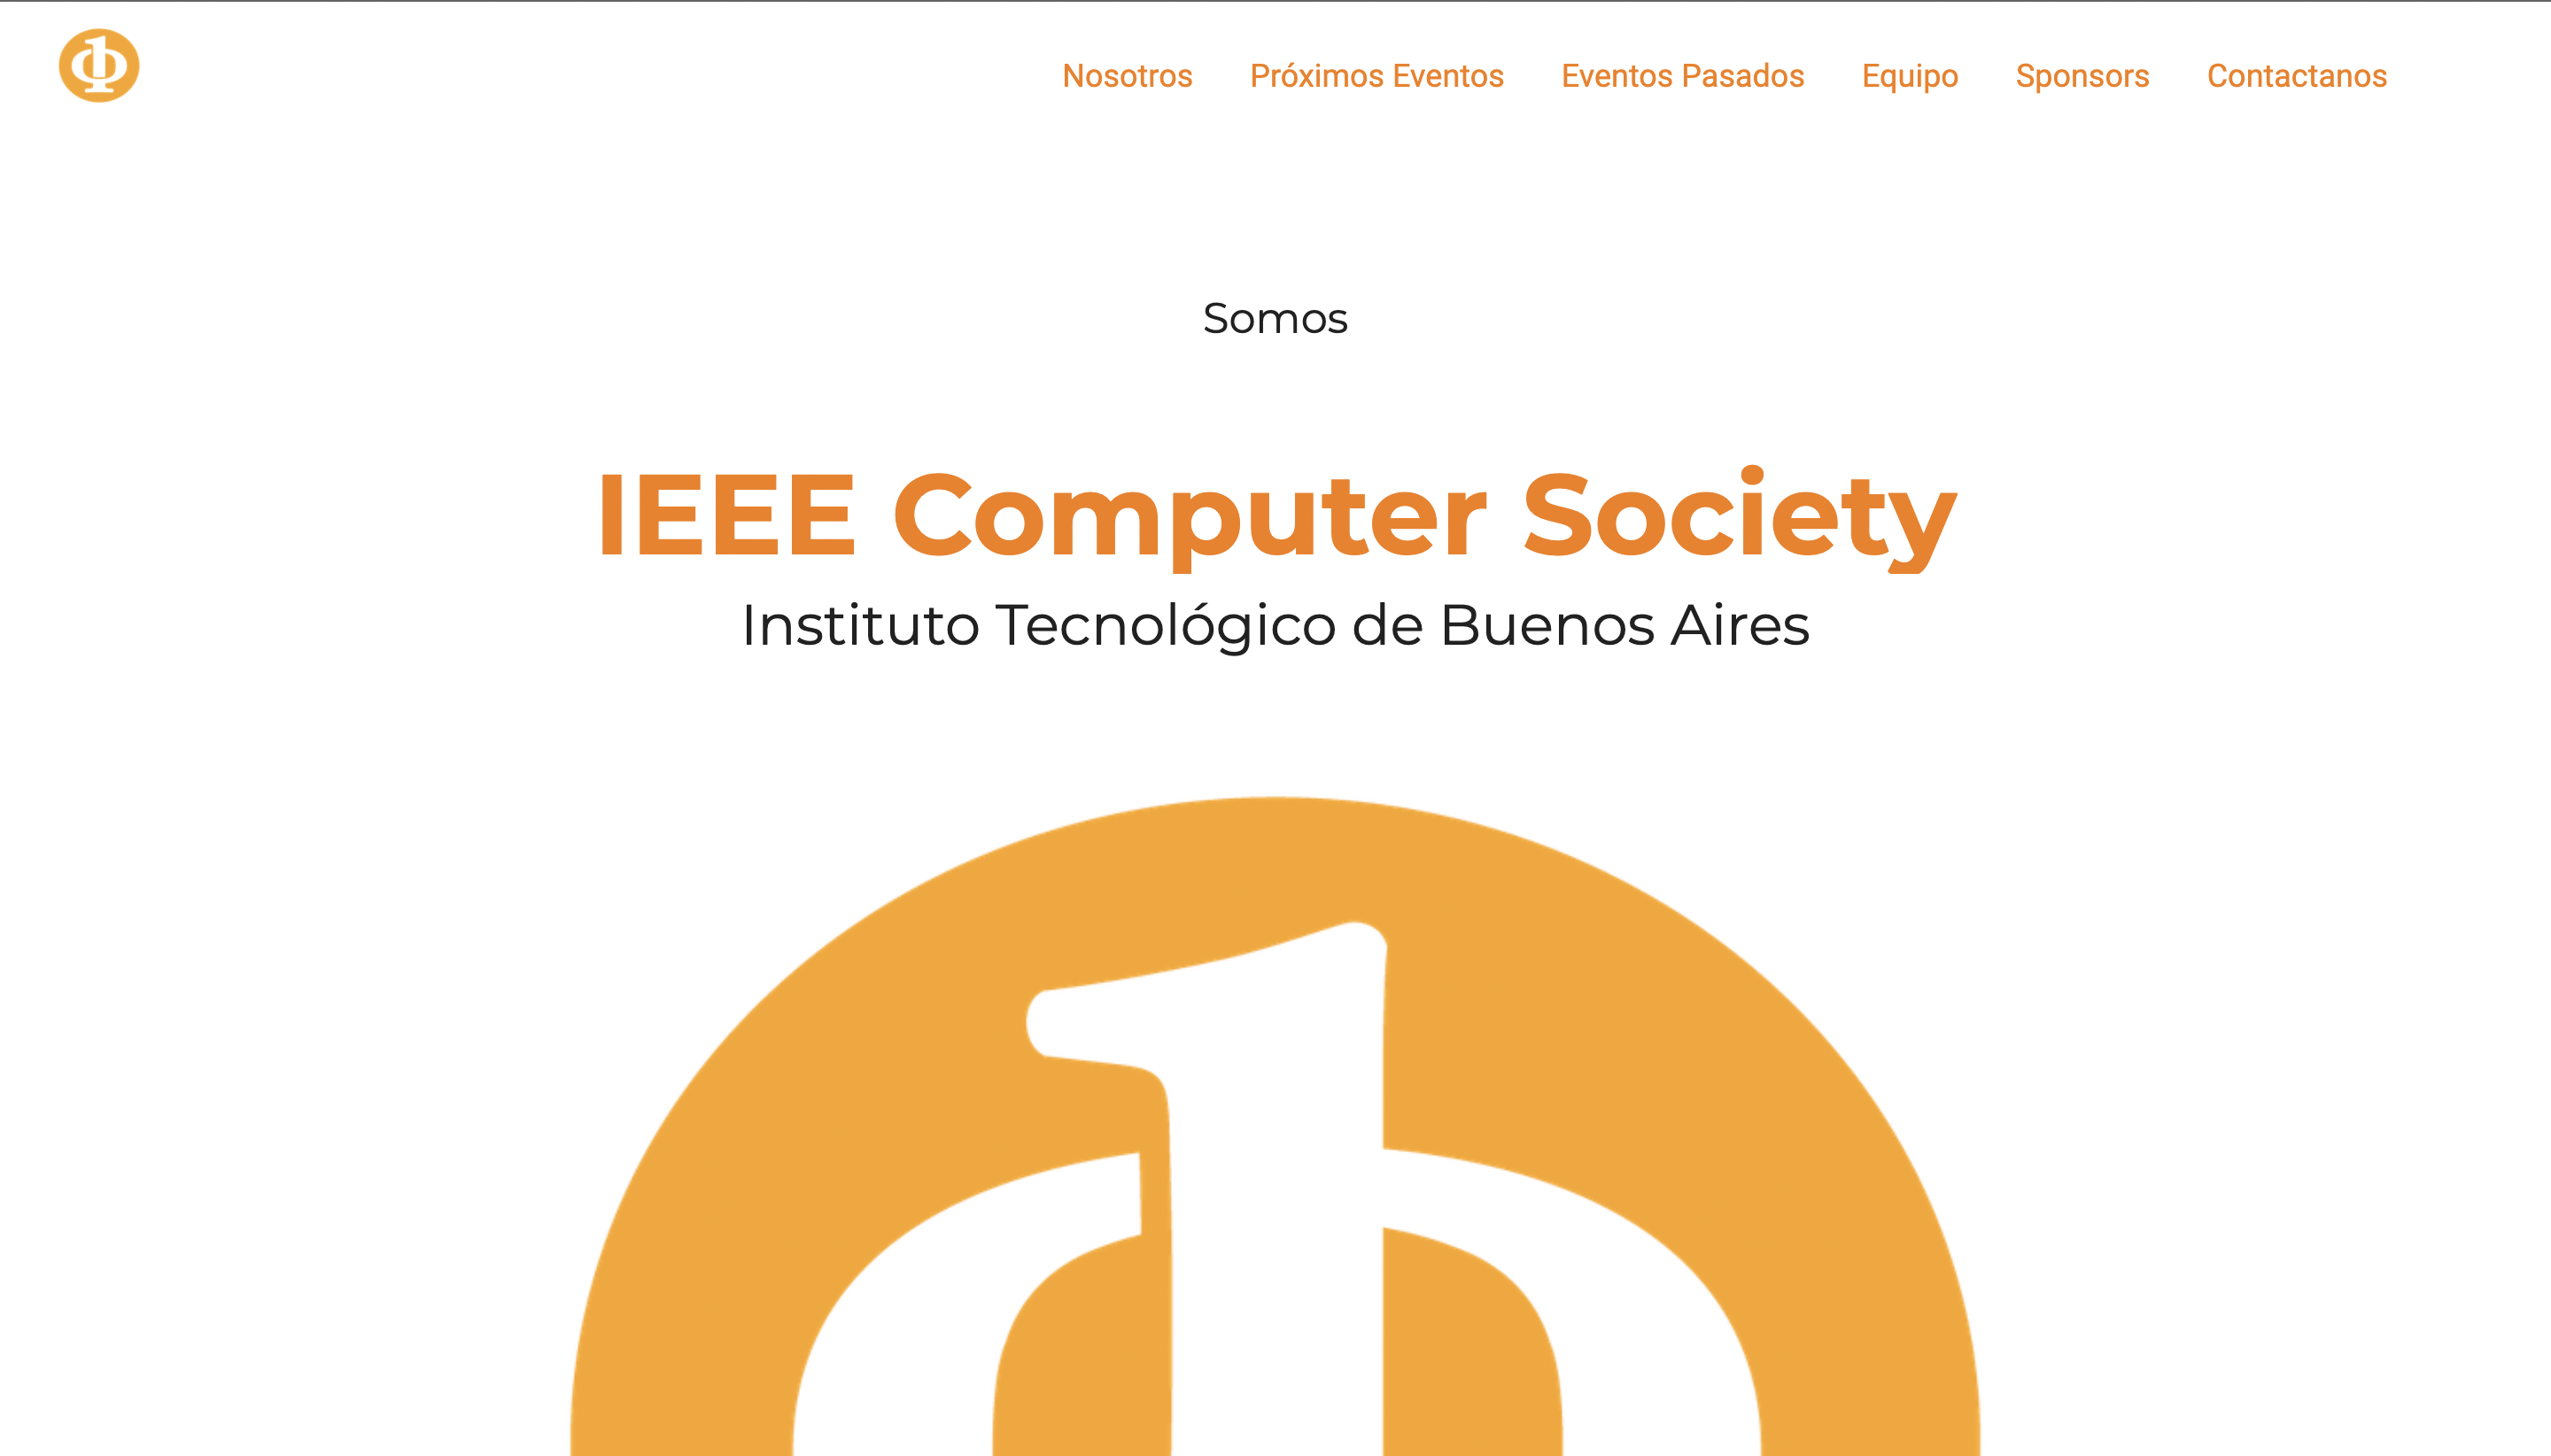 Nosotros Próximos Eventos Eventos Pasados Equipo Sponsors Contactanos
Somos
IEEE Computer Society
Instituto Tecnológico de Buenos Aires